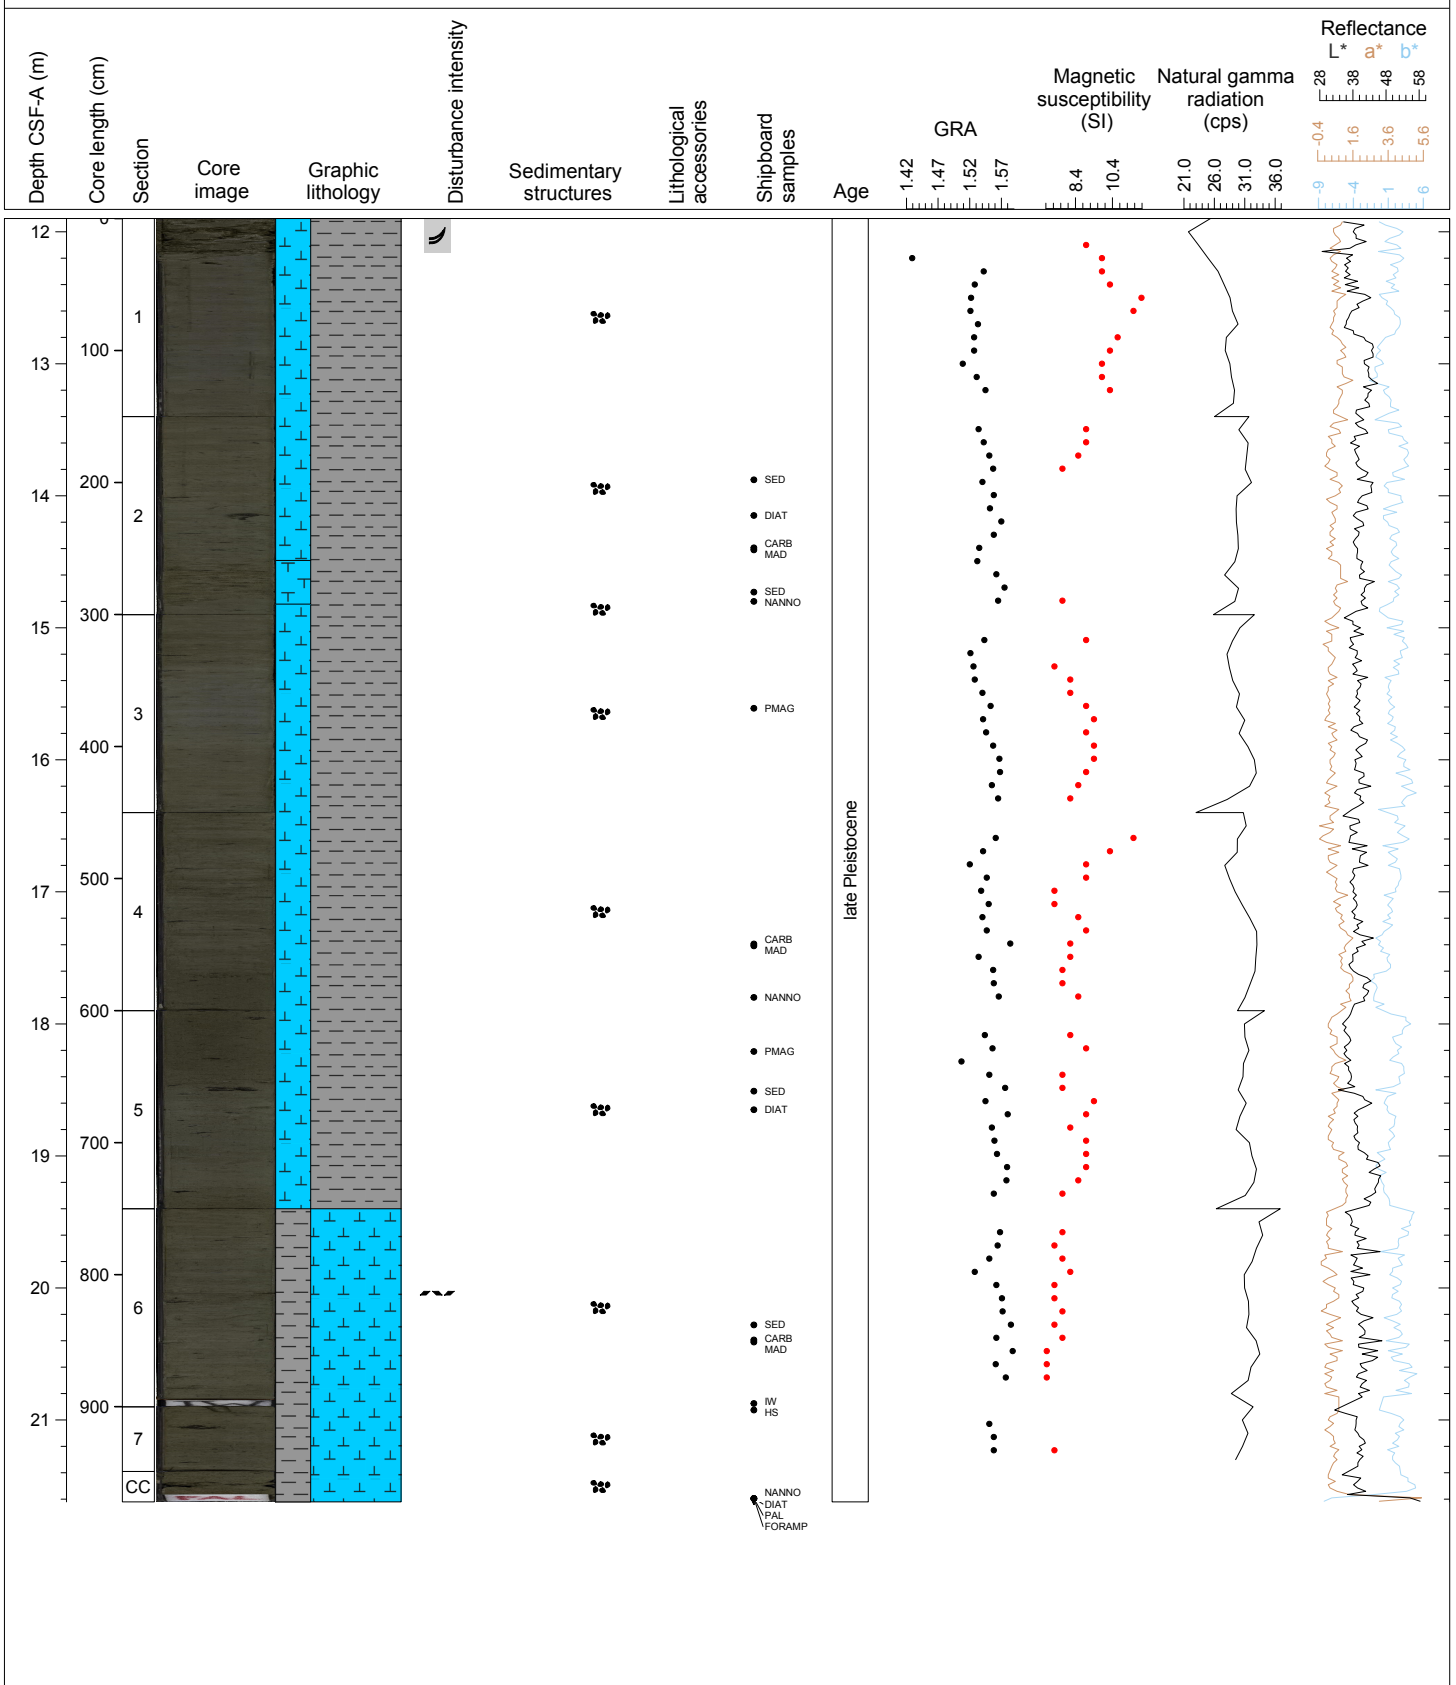 Depth CSF-A (m)
Core length (cm)
Section
Core
image
Graphic
lithology
Disturbance intensity
Sedimentary
structures
Lithological
accessories
Shipboard
samples
Age
GRA
1.42
1.47
1.52
1.57
Magnetic
susceptibility
(SI)
8.4
10.4
Natural gamma
radiation
(cps)
21.0
26.0
31.0
36.0
Reflectance
L* a* b*
28
38
48
58
-0.4
1.6
3.6
5.6
-9
-4
1
6
12
13
14
15
16
17
18
19
20
21
0
100
200
300
400
500
600
700
800
900
1
2
3
4
5
6
7
CC
SED
DIAT
CARB
MAD
SED
NANNO
PMAG
CARB
MAD
NANNO
PMAG
SED
DIAT
SED
CARB
MAD
IW
HS
NANNO
DIAT
PAL
FORAMP
late Pleistocene